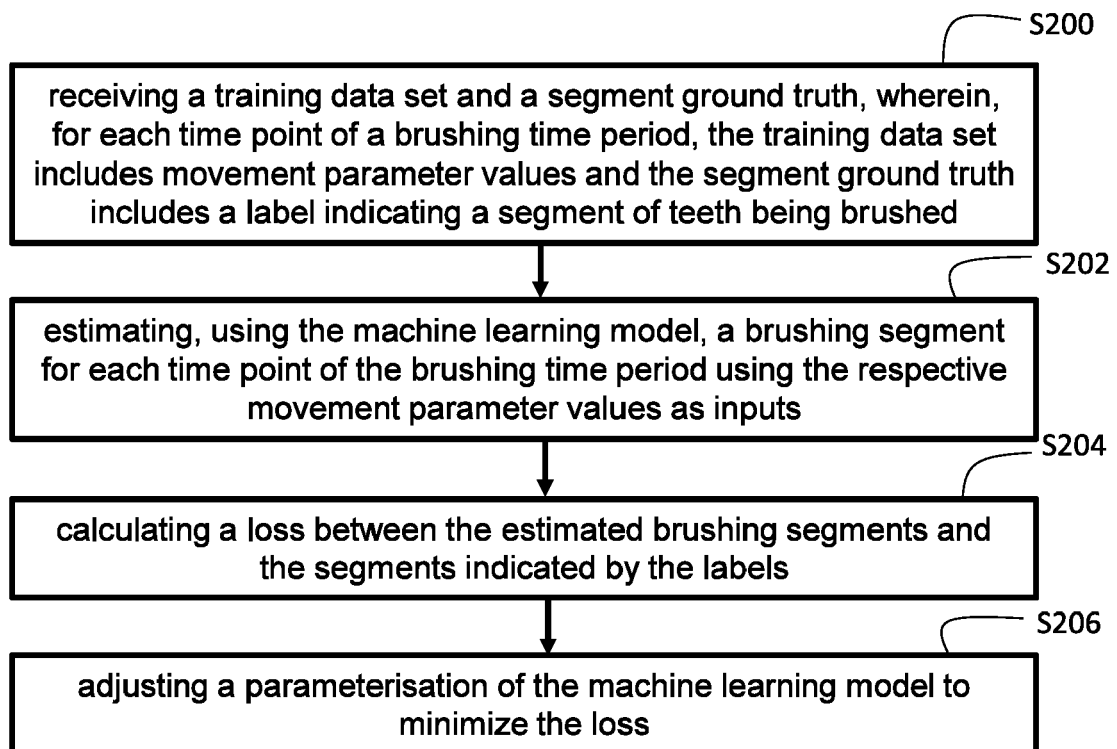 S200
receiving a training data set and a segment ground truth, wherein,
for each time point of a brushing time period, the training data set
includes movement parameter values and the segment ground truth
includes a label indicating a segment of teeth being brushed
S202
estimating, using the machine learning model, a brushing segment
for each time point of the brushing time period using the respective
movement parameter values as inputs
S204
calculating a loss between the estimated brushing segments and
the segments indicated by the labels
S206
adjusting a parameterisation of the machine learning model to
minimize the loss